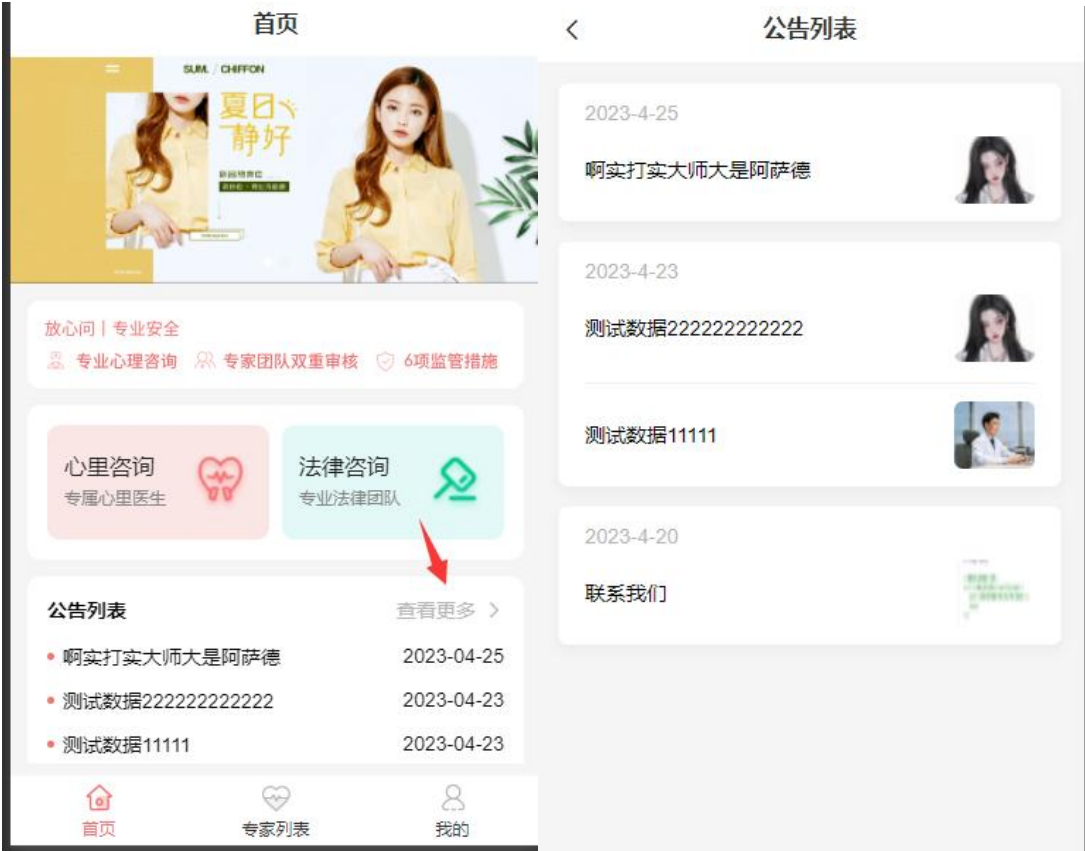 首页
SUM. / CHIFFON
夏日
静好
放心问丨专业安全
专业心理咨询 专家团队双重审核 6项监管措施
心里咨询
专属心里医生
法律咨询
专业法律团队
公告列表 查看更多
啊实打实大师大是阿萨德 2023-04-25
测试数据222222222222 2023-04-23
测试数据11111 2023-04-23
首页 专家列表 我的
公告列表
2023-4-25
啊实打实大师大是阿萨德
2023-4-23
测试数据222222222222
测试数据11111
2023-4-20
联系我们